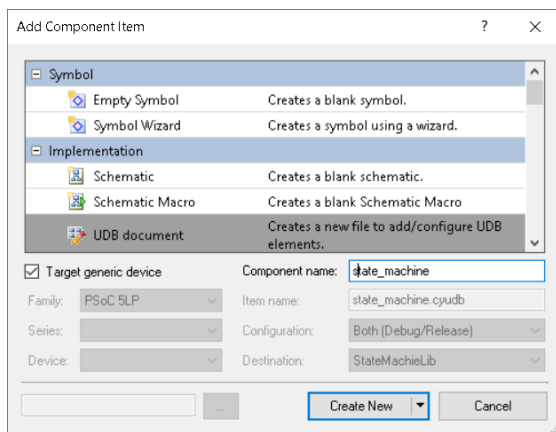 Add Component Item
Symbol
Empty Symbol Creates a blank symbol.
Symbol Wizard Creates a symbol using a wizard.
Implementation
Schematic Creates a blank schematic.
Schematic Macro Creates a blank Schematic Macro
UDB document Creates a new file to add/configure UDB
elements.
Target generic device Component name: state_machine
Family: PSoC 5LP Item name: state_machine.cyudb
Series: Configuration: Both (Debug/Release)
Device: Destination: StateMachieLib
... Create New Cancel